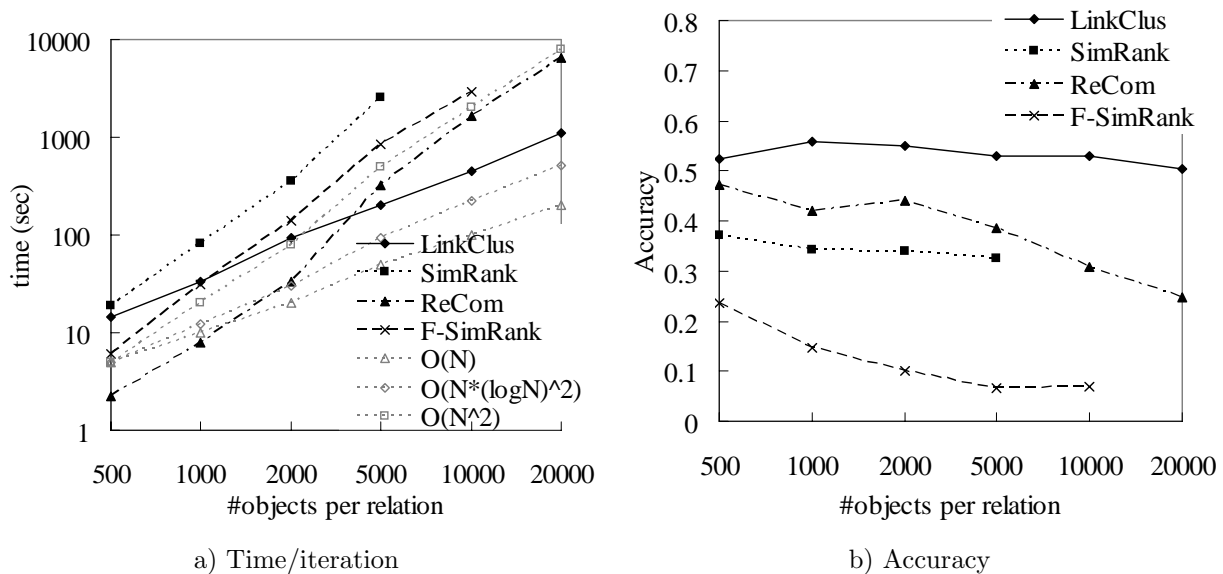 10000
1000
100
10
1
time (sec)
LinkClus
SimRank
ReCom
F-SimRank
O(N)
O(N*(logN)^2)
O(N^2)
500 1000 2000 5000 10000 20000
#objects per relation
a) Time/iteration
0.8
0.7
0.6
0.5
0.4
0.3
0.2
0.1
0
Accuracy
LinkClus
SimRank
ReCom
F-SimRank
500 1000 2000 5000 10000 20000
#objects per relation
b) Accuracy